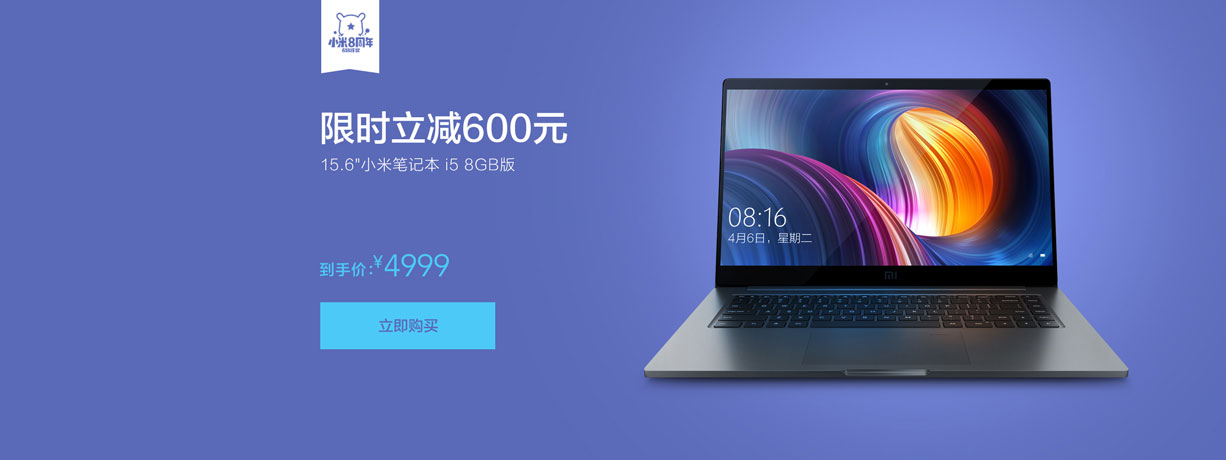 小米8周年
限时立减600元
15.6"小米笔记本 i5 8GB版
到手价:¥4999
立即购买
08:16
4月6日，星期二
MI